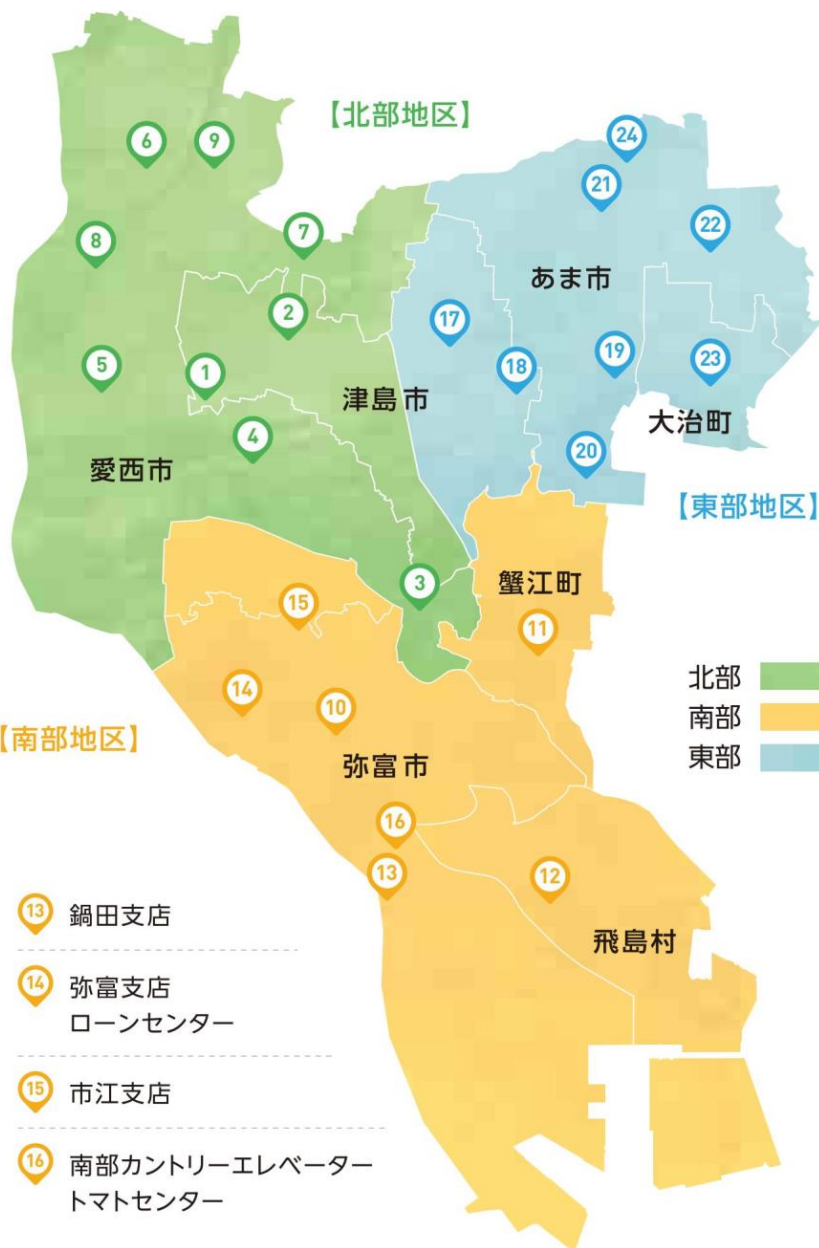 【北部地区】
24
6
9
21
22
7
8
あま市
2
17
5
1
18
19
23
津島市
大治町
4
愛西市
20
【東部地区】
3
蟹江町
15
11
北部
14
10
南部
【南部地区】
東部
弥富市
16
13
12
飛島村
13 鍋田支店
14 弥富支店
ローンセンター
15 市江支店
16 南部カントリーエレベーター
トマトセンター